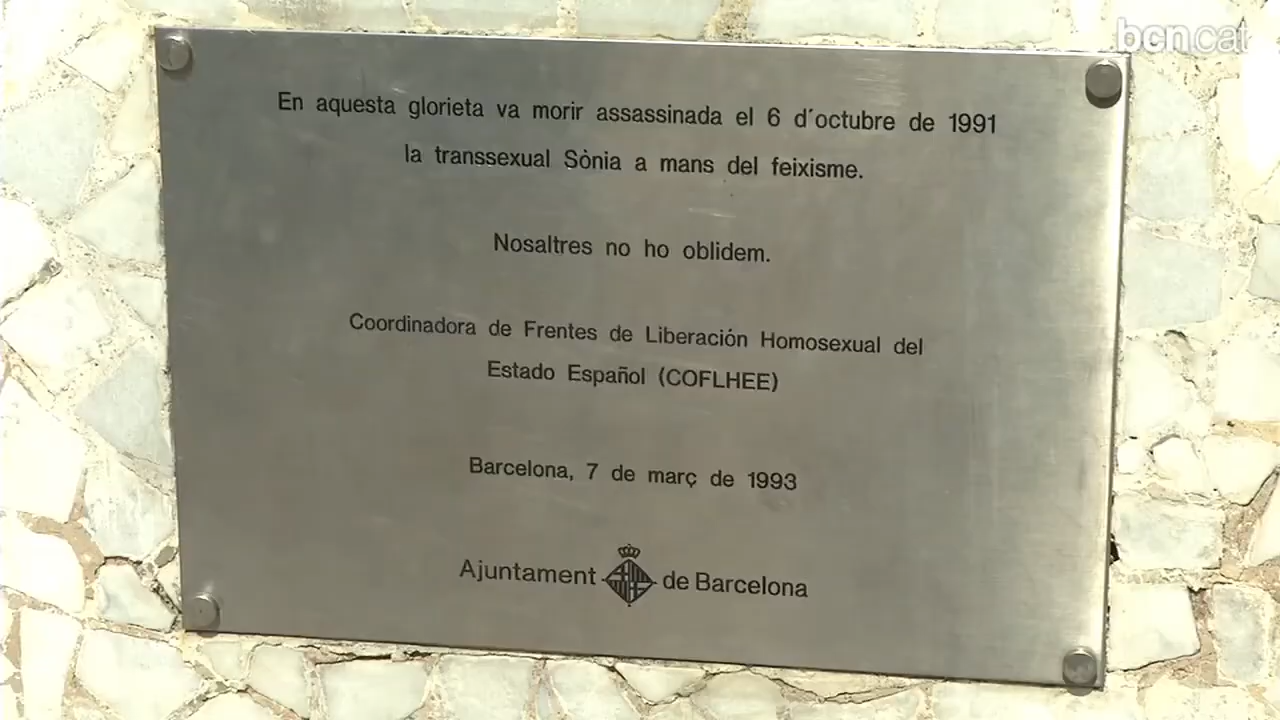 bcncat
En aquesta glorieta va morir assassinada el 6 d´octubre de 1991
la transsexual Sònia a mans del feixisme.
Nosaltres no ho oblidem.
Coordinadora de Frentes de Liberación Homosexual del
Estado Español (COFLHEE)
Barcelona, 7 de març de 1993
Ajuntament de Barcelona